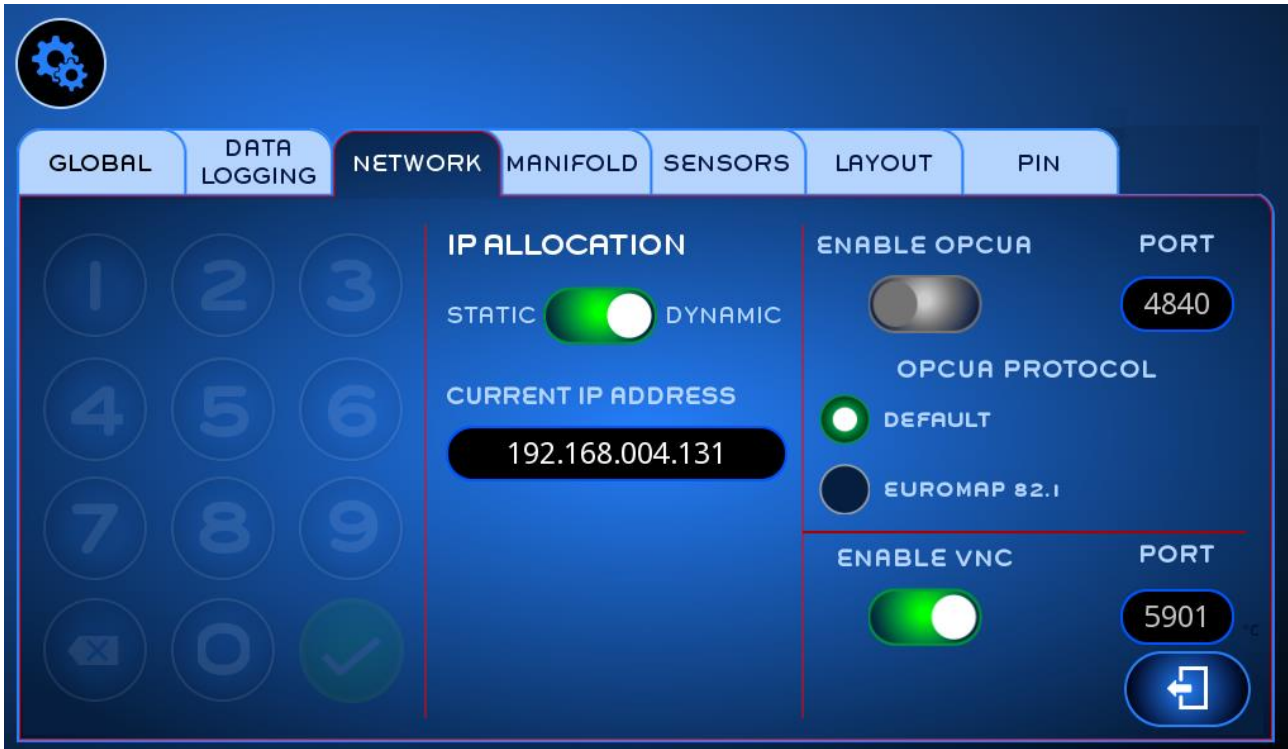 GLOBAL
DATA
LOGGING
NETWORK
MANIFOLD
SENSORS
LAYOUT
PIN
1 2 3
4 5 6
7 8 9
0
IP ALLOCATION
STATIC DYNAMIC
CURRENT IP ADDRESS
192.168.004.131
ENABLE OPCUA PORT
4840
OPCUA PROTOCOL
DEFAULT
EUROMAP 82.1
ENABLE VNC PORT
5901
°C